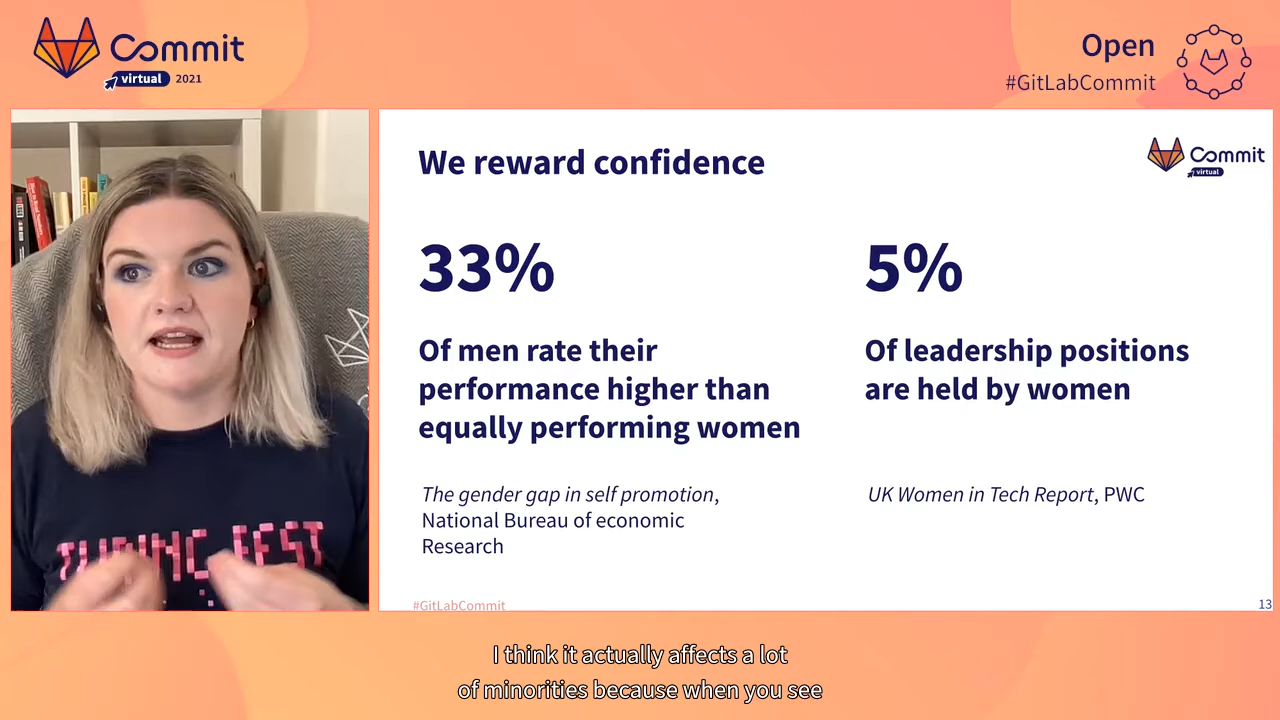 Commit
virtual 2021
Open
#GitLabCommit
We reward confidence
Commit
virtual
33%
Of men rate their
performance higher than
equally performing women
The gender gap in self promotion,
National Bureau of economic
Research
5%
Of leadership positions
are held by women
UK Women in Tech Report, PWC
#GitLabCommit
13
FEST
I think it actually affects a lot
of minorities because when you see